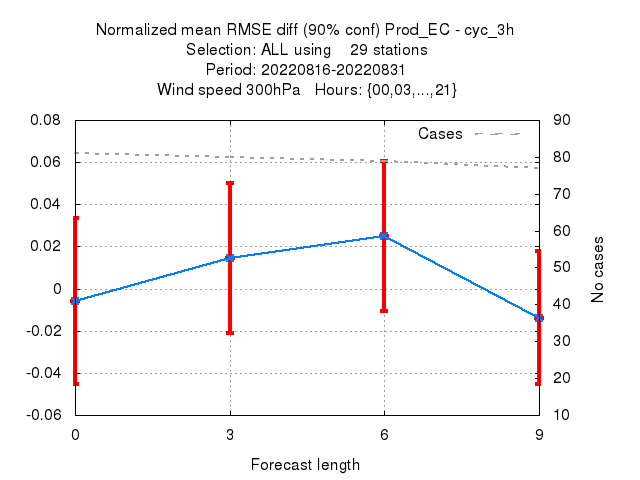 Normalized mean RMSE diff (90% conf) Prod_EC - cyc_3h
Selection: ALL using    29 stations
Period: 20220816-20220831
Wind speed 300hPa   Hours: {00,03,...,21}
Cases
0.08
0.06
0.04
0.02
0
-0.02
-0.04
-0.06
90
80
70
60
50
40
30
20
10
No cases
0 3 6 9
Forecast length